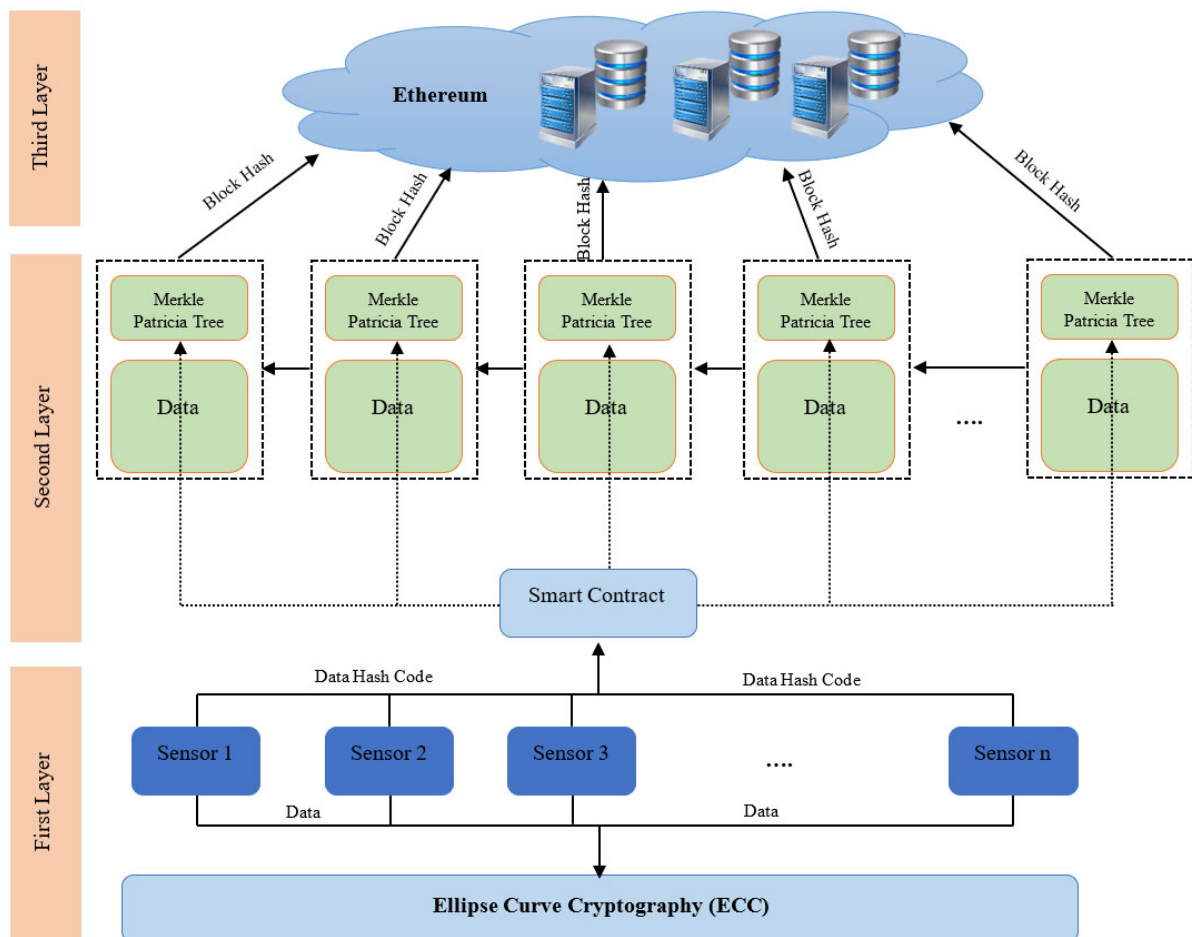 Third Layer
Ethereum
Block Hash
Block Hash
Block Hash
Block Hash
Block Hash
Second Layer
Merkle
Patricia Tree
Merkle
Patricia Tree
Merkle
Patricia Tree
Merkle
Patricia Tree
Merkle
Patricia Tree
Data
Data
Data
Data
....
Data
Smart Contract
First Layer
Data Hash Code
Data Hash Code
Sensor 1
Sensor 2
Sensor 3
....
Sensor n
Data
Data
Ellipse Curve Cryptography (ECC)